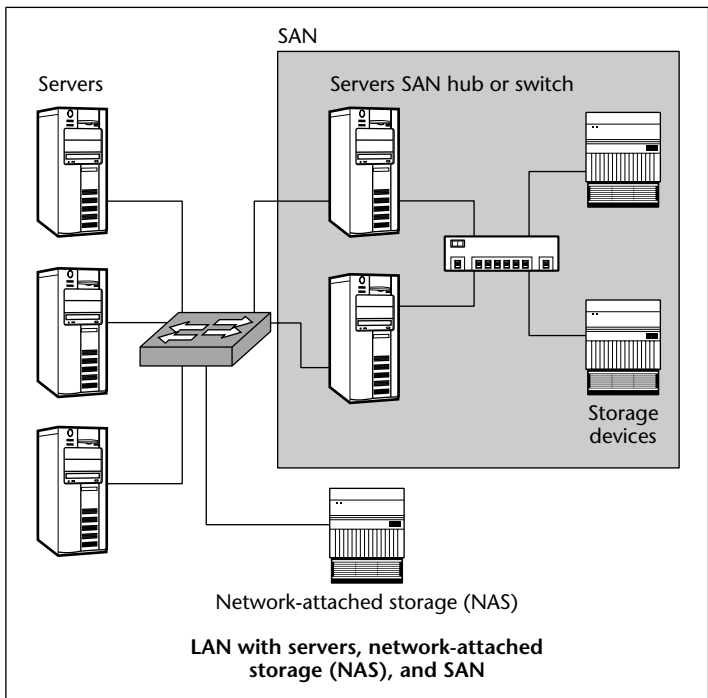 SAN
Servers
Servers SAN hub or switch
Storage
devices
Network-attached storage (NAS)
LAN with servers, network-attached
storage (NAS), and SAN